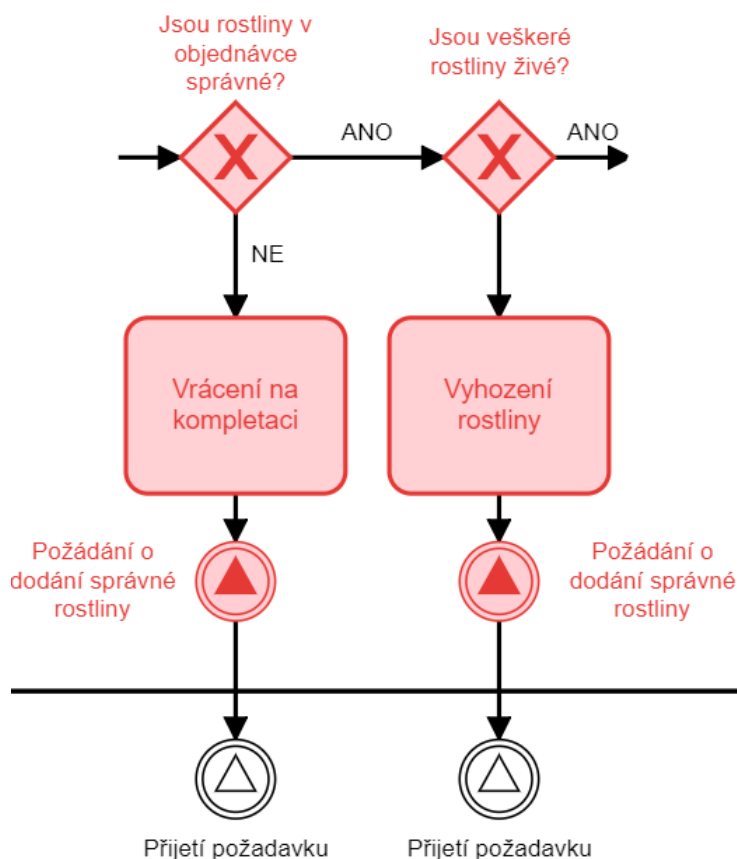 Jsou rostliny v
objednávce
správné?
Jsou veškeré
rostliny živé?
X
ANO
X
ANO
NE
Vrácení na
kompletaci
Vyhození
rostliny
Požádání o
dodání správné
rostliny
Požádání o
dodání správné
rostliny
Přijetí požadavku
Přijetí požadavku